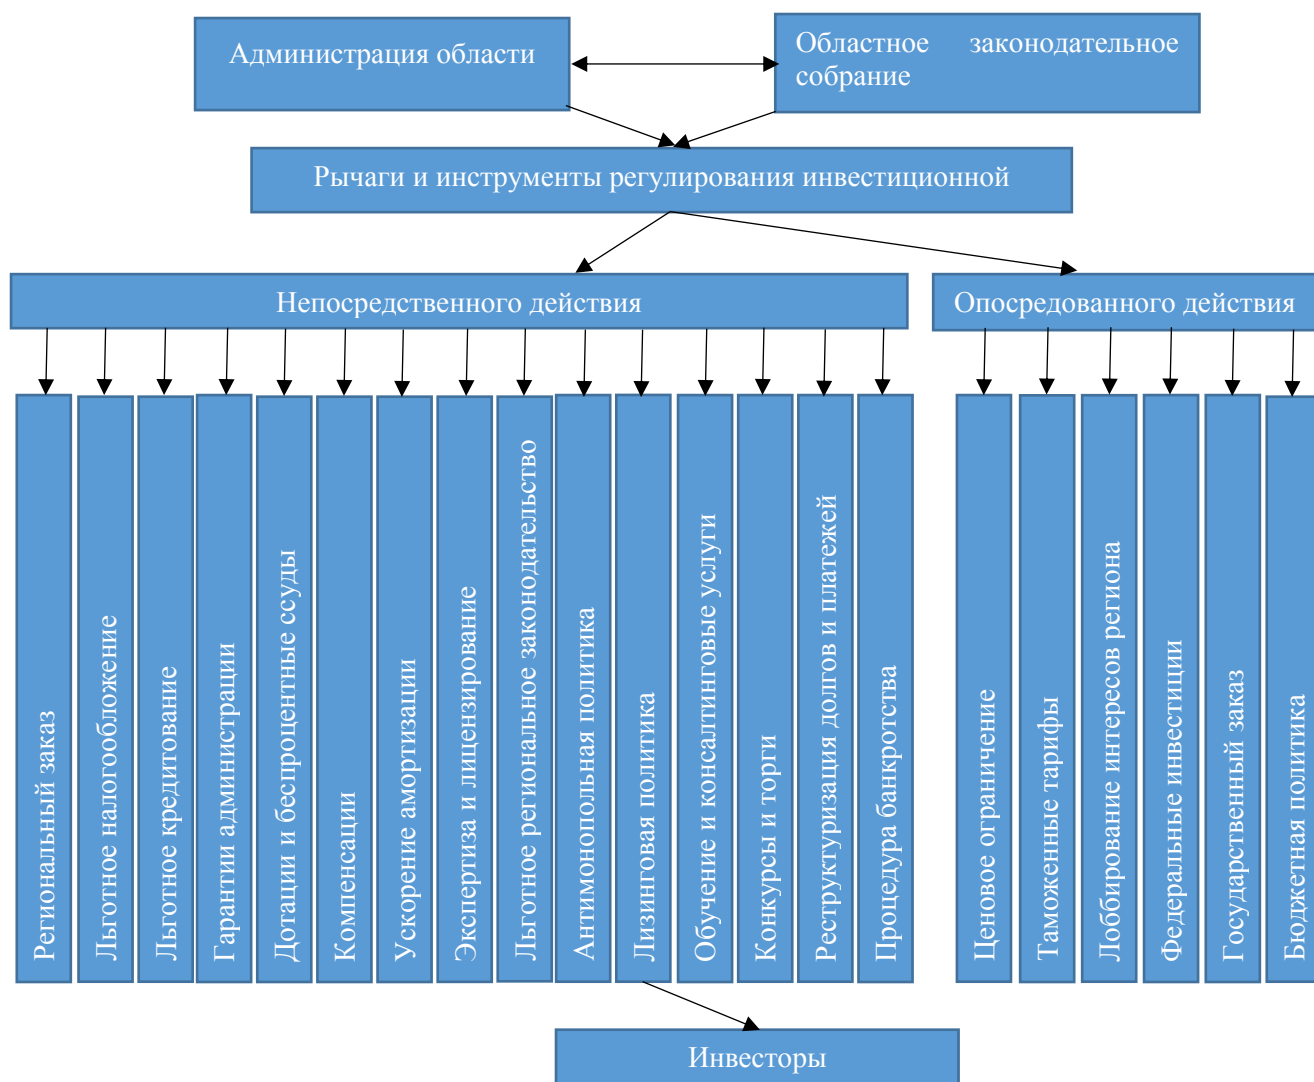 Администрация области
Областное законодательное
собрание
Рычаги и инструменты регулирования инвестиционной
Непосредственного действия
Опосредованного действия
Региональный заказ
Льготное налогообложение
Льготное кредитование
Гарантии администрации
Дотации и беспроцентные ссуды
Компенсации
Ускорение амортизации
Экспертиза и лицензирование
Льготное региональное законодательство
Антимонопольная политика
Лизинговая политика
Обучение и консалтинговые услуги
Конкурсы и торги
Реструктуризация долгов и платежей
Процедура банкротства
Ценовое ограничение
Таможенные тарифы
Лоббирование интересов региона
Федеральные инвестиции
Государственный заказ
Бюджетная политика
Инвесторы